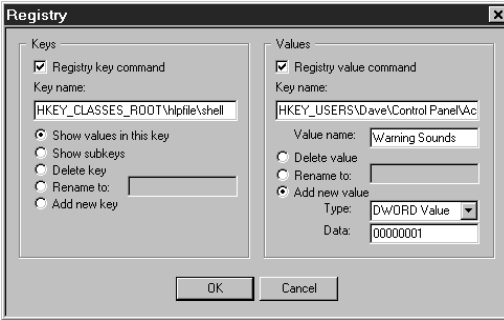 Registry
Keys
Registry key command
Key name:
HKEY_CLASSES_ROOT\hlpfile\shell
Show values in this key
Show subkeys
Delete key
Rename to:
Add new key
Values
Registry value command
Key name:
HKEY_USERS\Dave\Control Panel\Ac
Value name: Warning Sounds
Delete value
Rename to:
Add new value
Type: DWORD Value
Data: 00000001
OK Cancel